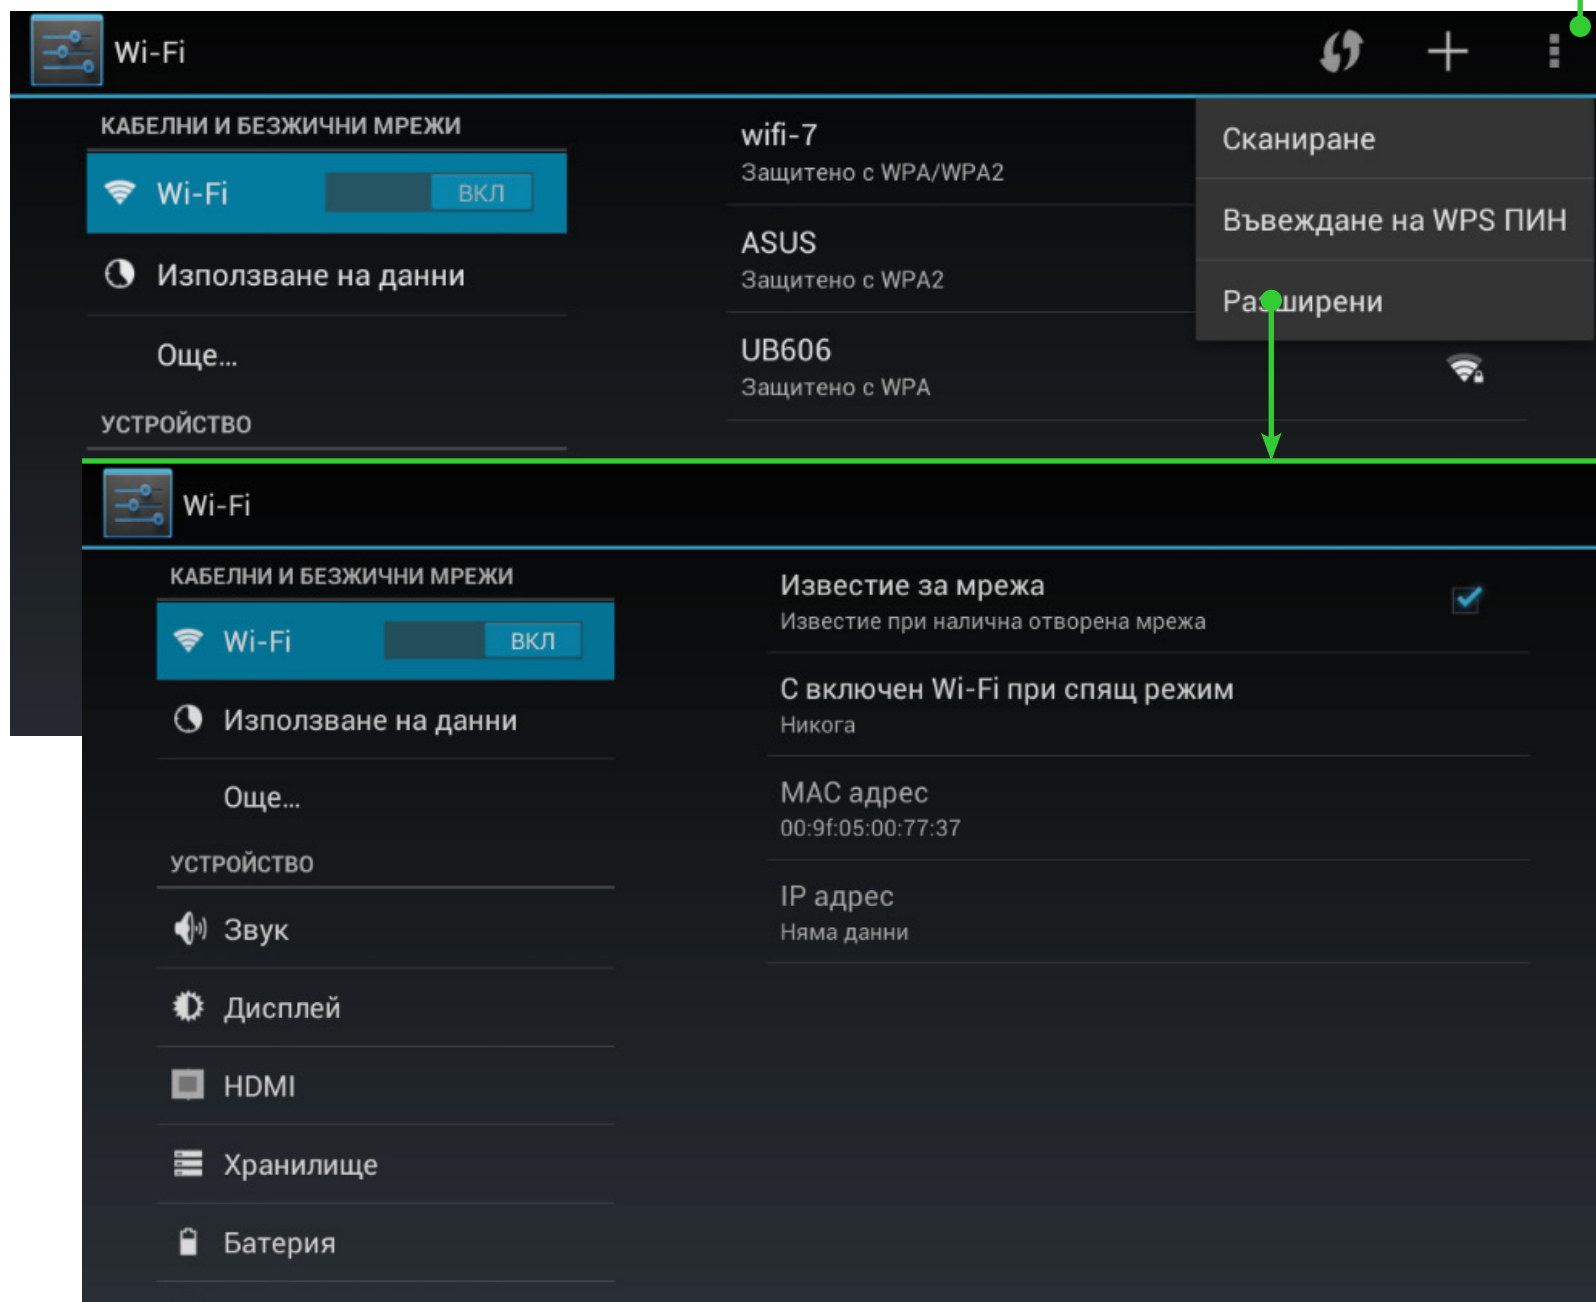 Wi-Fi
КАБЕЛНИ И БЕЗЖИЧНИ МРЕЖИ
Wi-Fi
ВКЛ
Използване на данни
Още...
УСТРОЙСТВО
wifi-7
Защитено с WPA/WPA2
ASUS
Защитено с WPA2
UB606
Защитено с WPA
Сканиране
Въвеждане на WPS ПИН
Разширени
Wi-Fi
КАБЕЛНИ И БЕЗЖИЧНИ МРЕЖИ
Wi-Fi
ВКЛ
Използване на данни
Още...
УСТРОЙСТВО
Звук
Дисплей
HDMI
Хранилище
Батерия
Известие за мрежа
Известие при налична отворена мрежа
С включен Wi-Fi при спящ режим
Никога
MAC адрес
00:9f:05:00:77:37
IP адрес
Няма данни